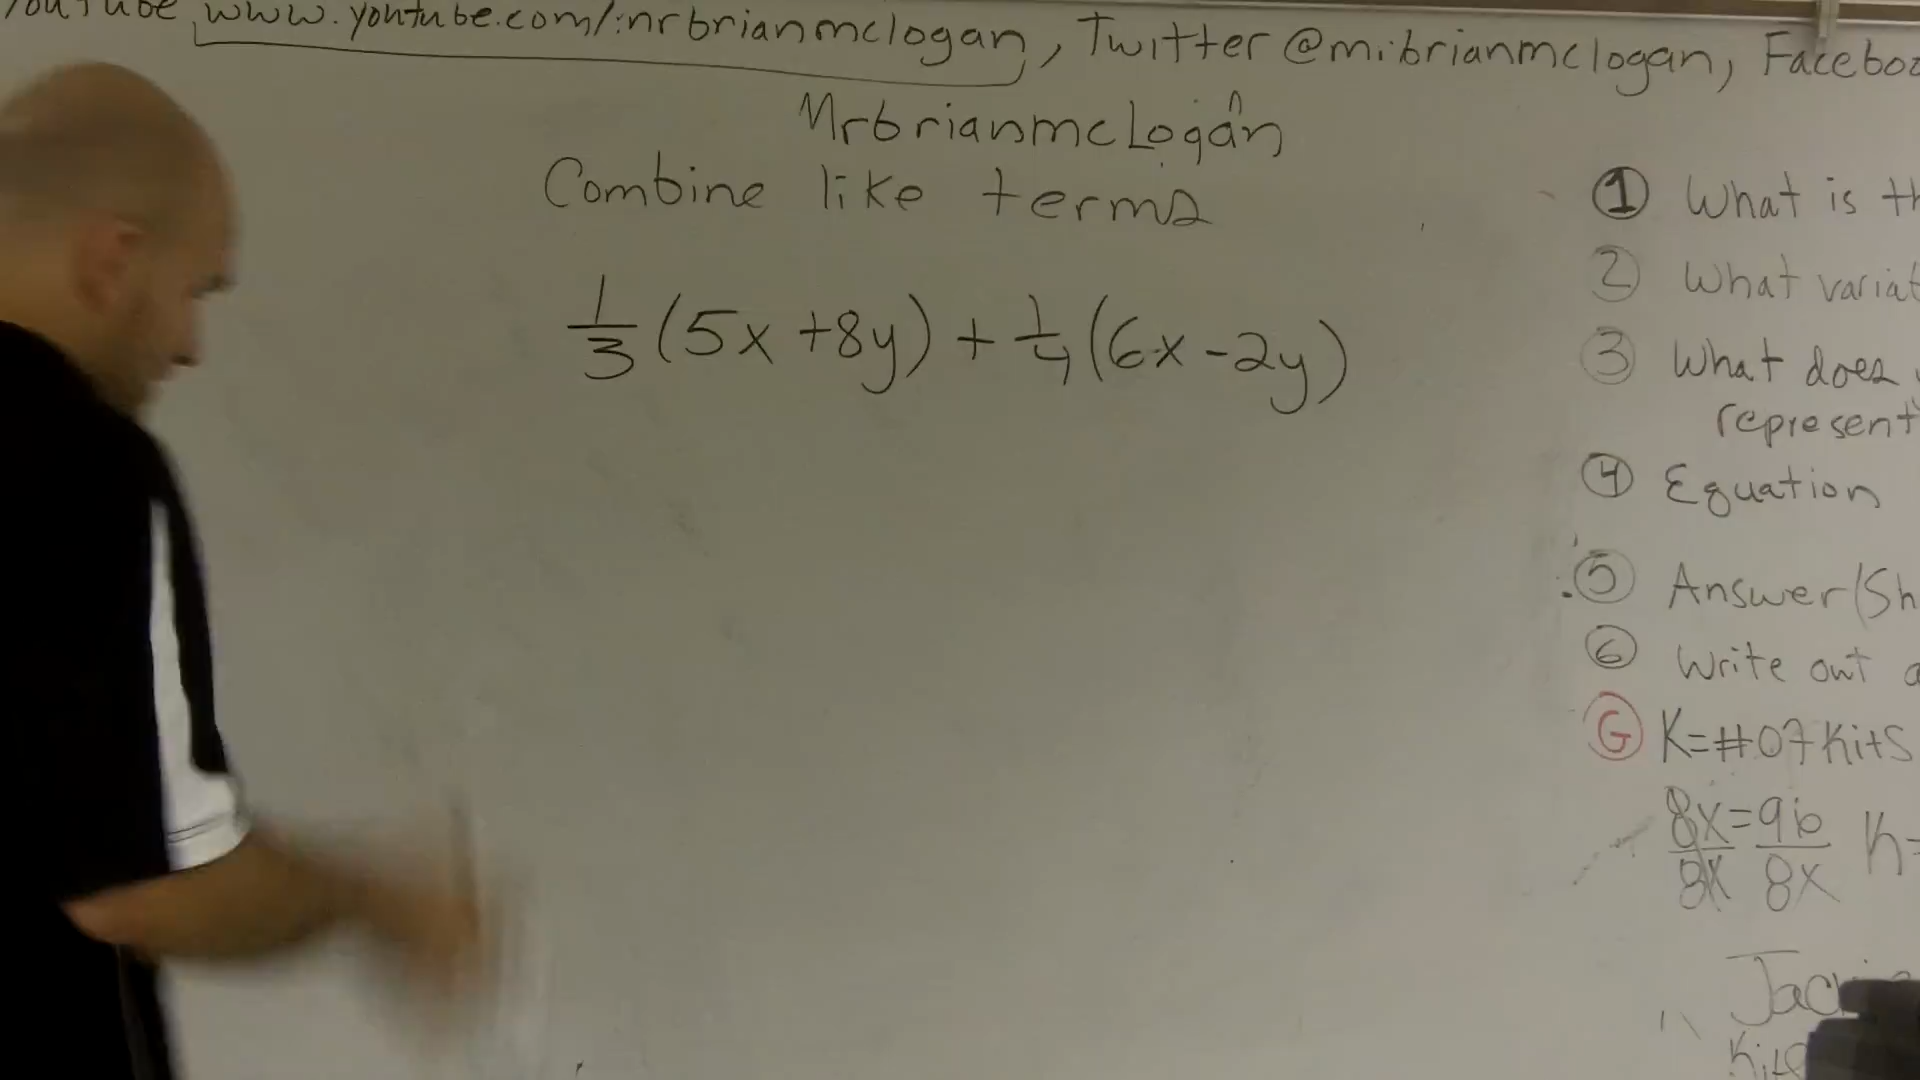 YouTube www.youtube.com/mrbrianmclogan, Twitter @mrbrianmclogan,
MrbrianmcLogan
Combine like terms
1/3 (5x + 8y) + 1/4 (6x - 2y)
① What is
② What
③ What does
represent
④ Equation
⑤ Answer
⑥ Write out
G K = # of Kits
8x = 96
8x 8x